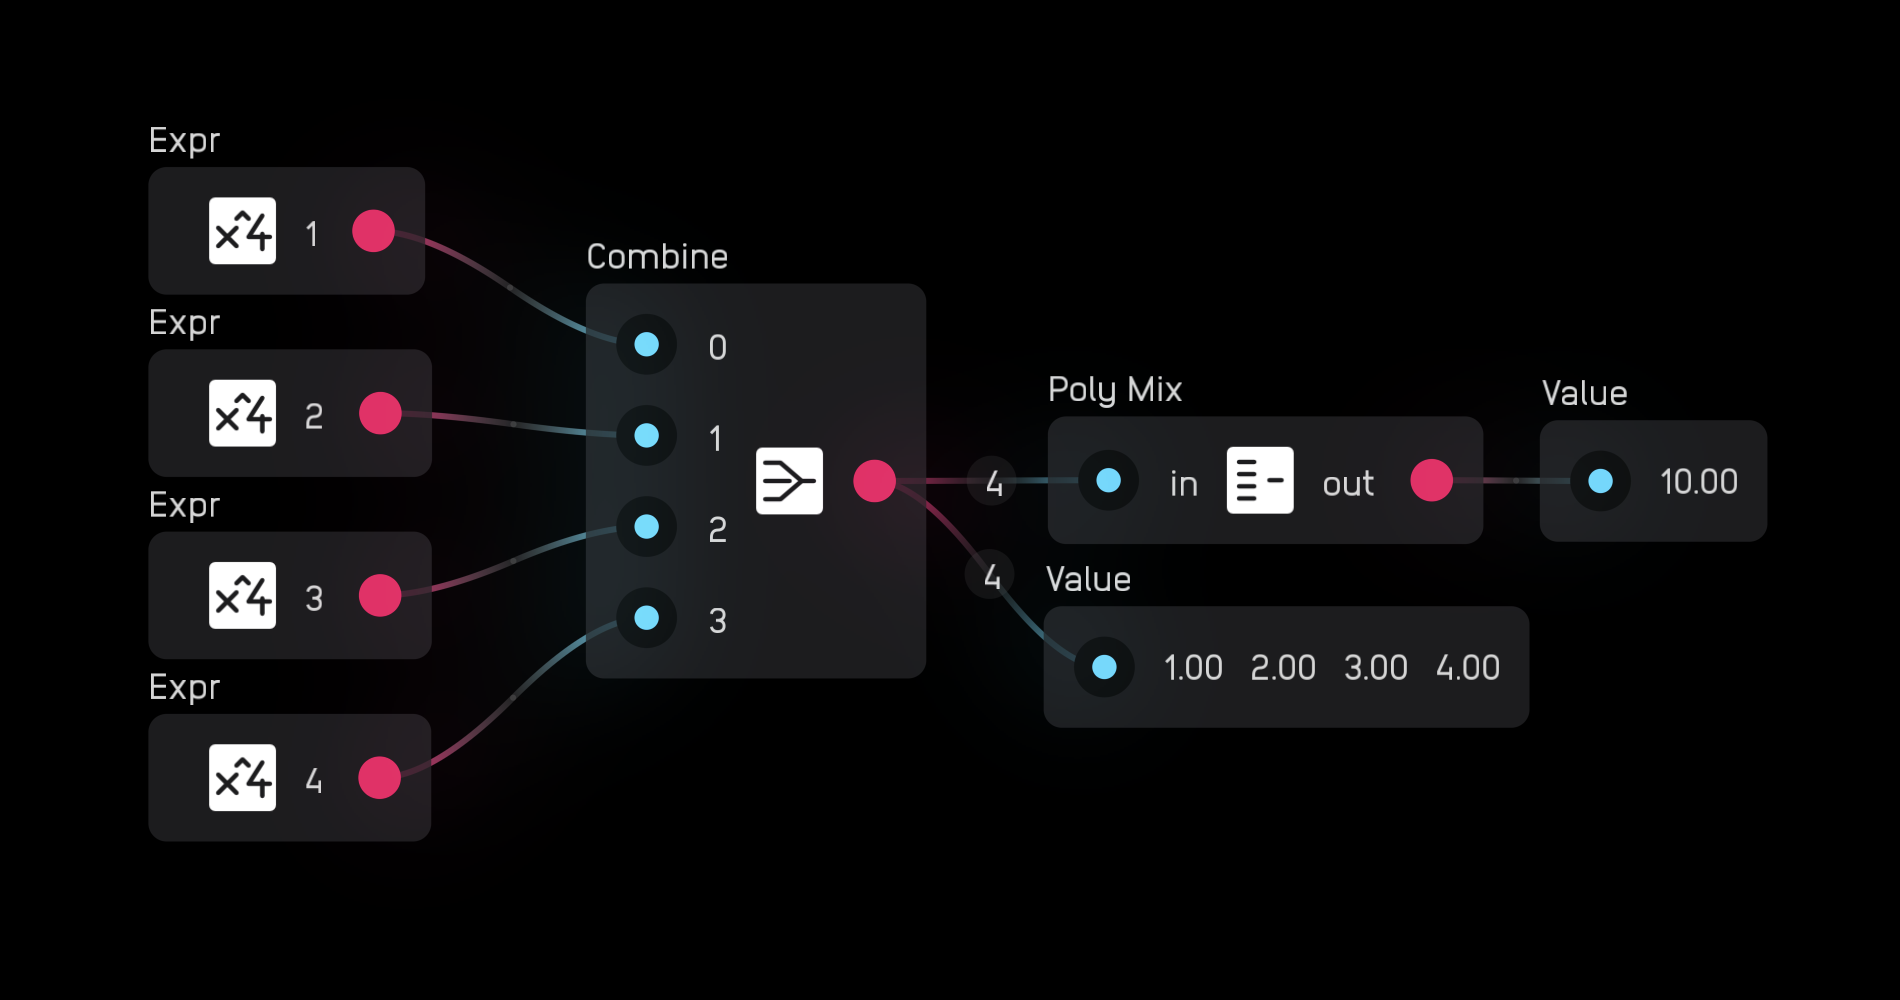 Expr
x^4 1
Expr
x^4 2
Expr
x^4 3
Expr
x^4 4
Combine
0
1
2
3
4
4
Poly Mix
in out
Value
10.00
Value
1.00 2.00 3.00 4.00